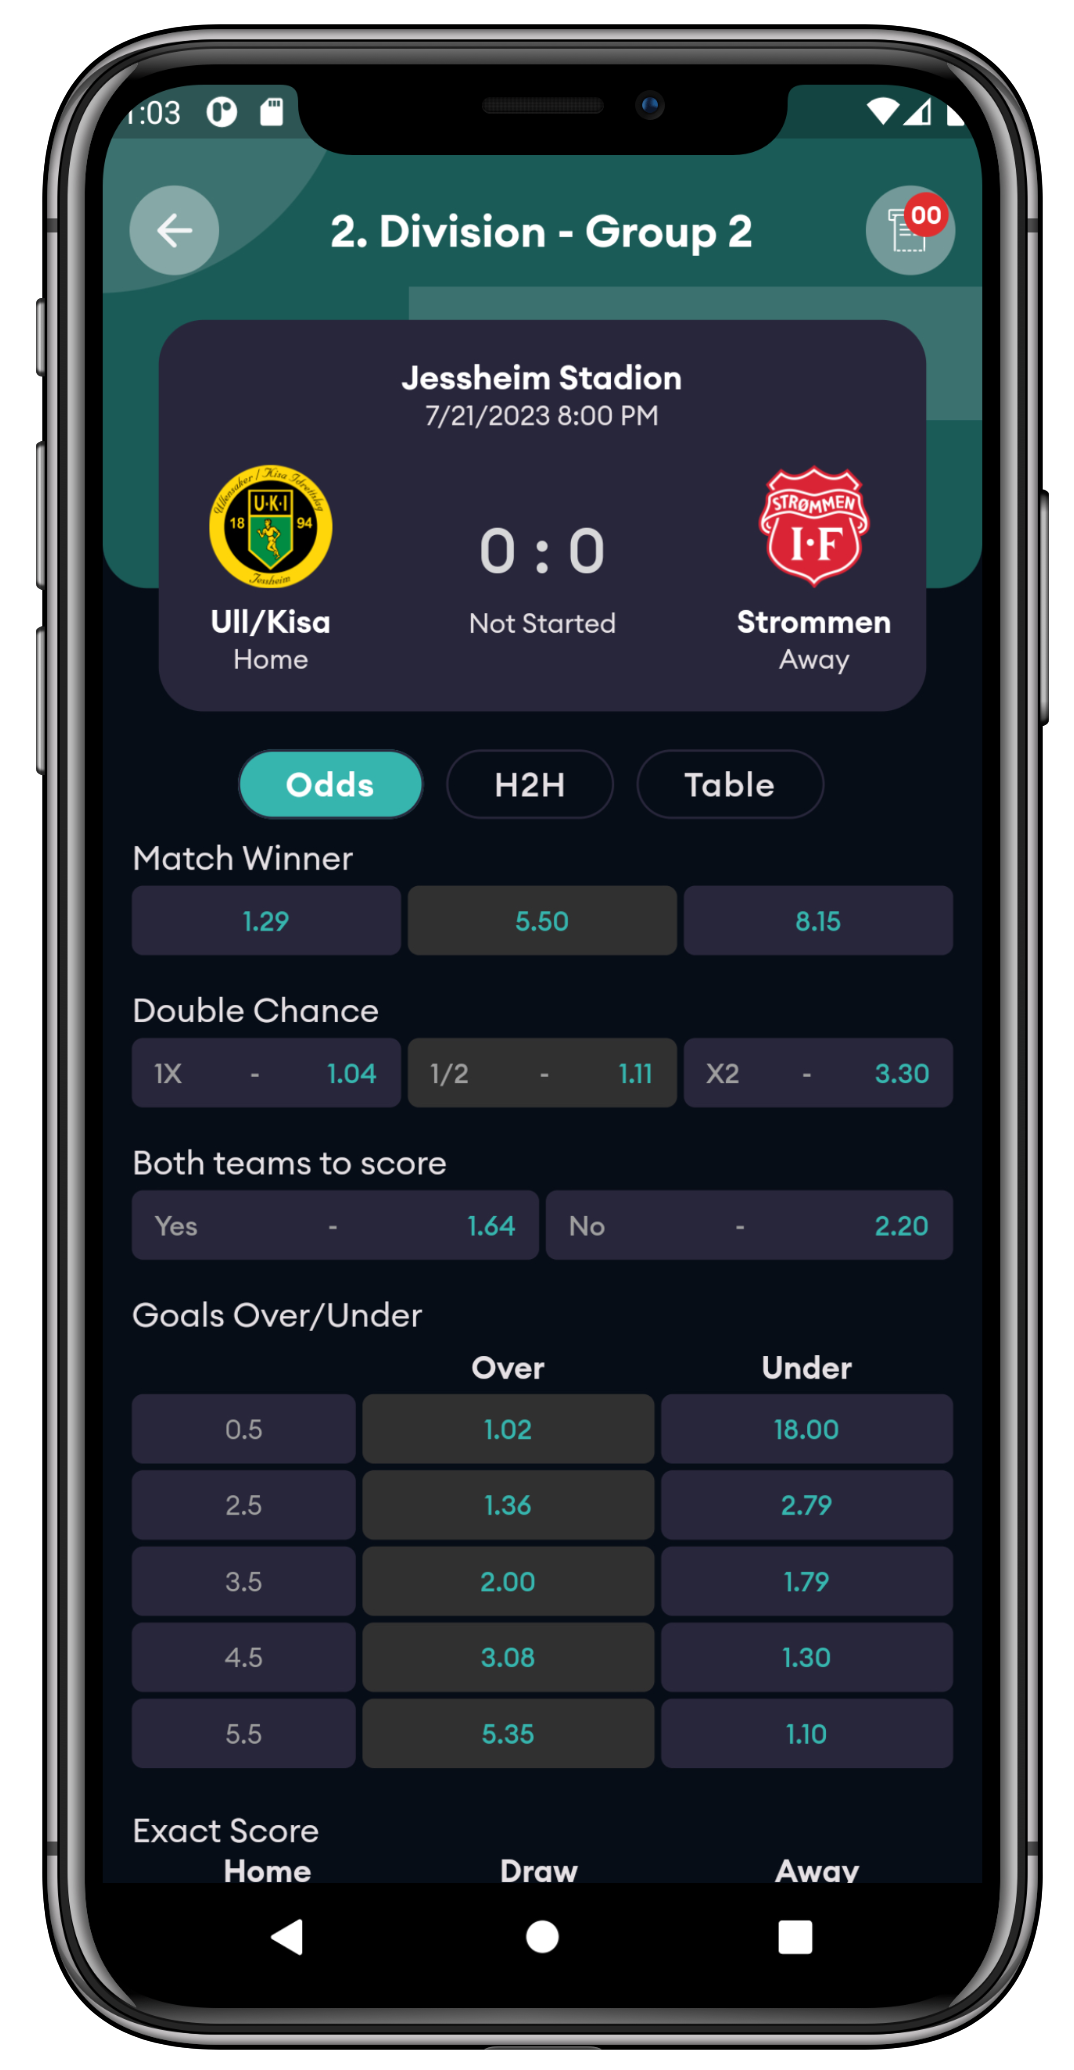 1:03
2. Division - Group 2
00
Jessheim Stadion
7/21/2023 8:00 PM
Ullensaker / Kisa Idrettslag
U·K·I
18 94
Jessheim
STRØMMEN
I·F
0 : 0
Ull/Kisa
Not Started
Strommen
Home
Away
Odds
H2H
Table
Match Winner
1.29 5.50 8.15
Double Chance
1X - 1.04 1/2 - 1.11 X2 - 3.30
Both teams to score
Yes - 1.64 No - 2.20
Goals Over/Under
Over Under
0.5 1.02 18.00
2.5 1.36 2.79
3.5 2.00 1.79
4.5 3.08 1.30
5.5 5.35 1.10
Exact Score
Home Draw Away